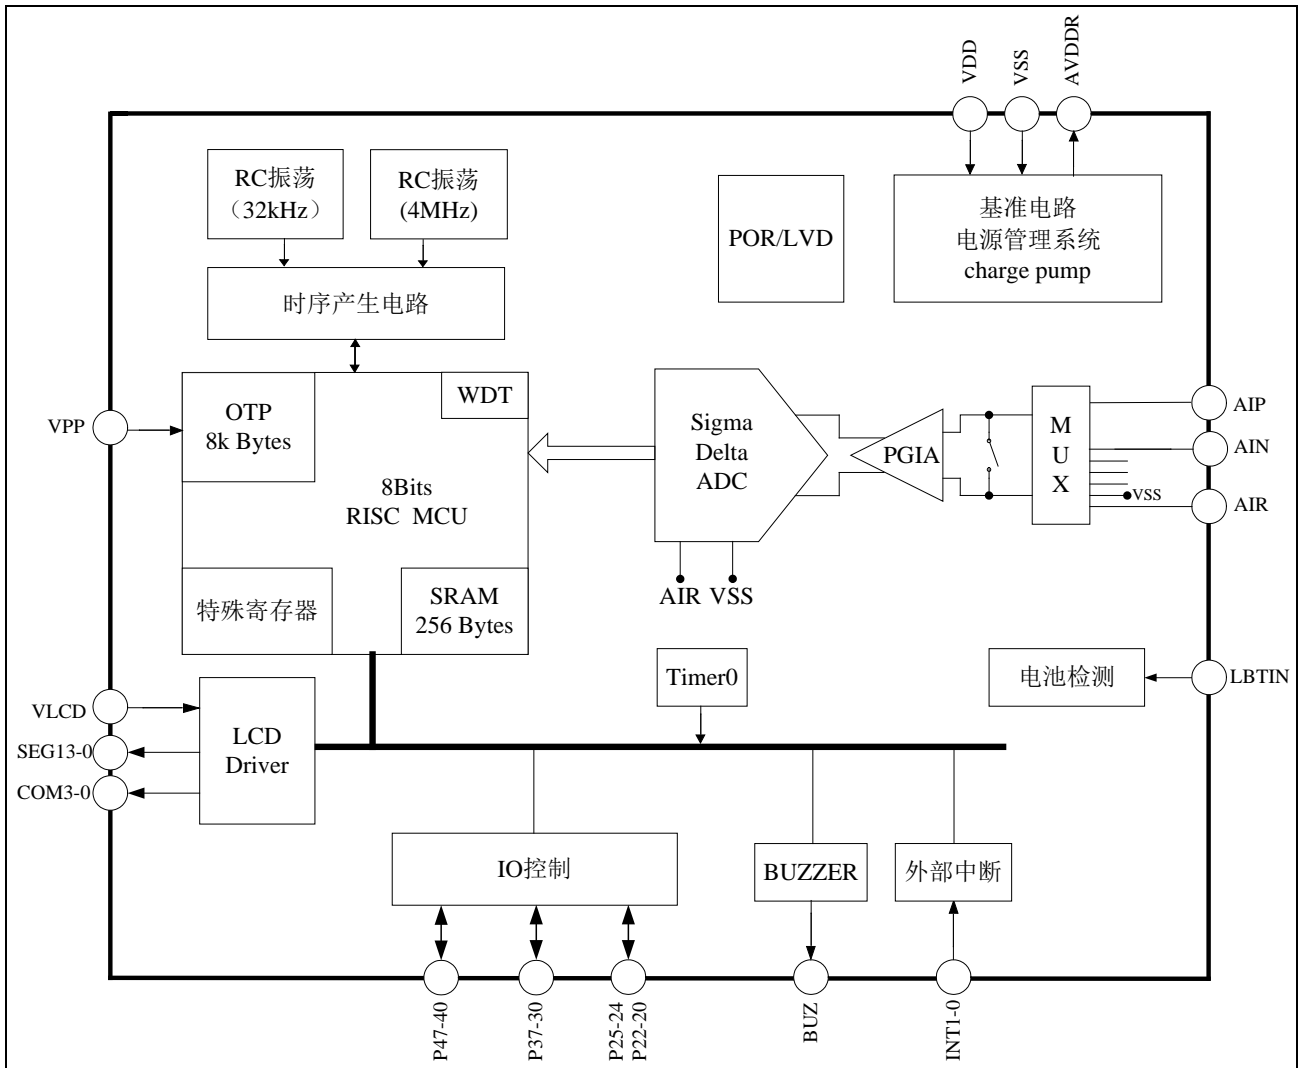 VDD
VSS
AVDDR
RC振荡
（32kHz）
RC振荡
(4MHz)
POR/LVD
基准电路
电源管理系统
charge pump
时序产生电路
VPP
OTP
8k Bytes
WDT
8Bits
RISC MCU
特殊寄存器
SRAM
256 Bytes
Sigma
Delta
ADC
AIR
VSS
PGIA
M
U
X
VSS
AIP
AIN
AIR
Timer0
电池检测
LBTIN
VLCD
SEG13-0
COM3-0
LCD
Driver
IO控制
BUZZER
外部中断
P47-40
P37-30
P25-24
P22-20
BUZ
INT1-0